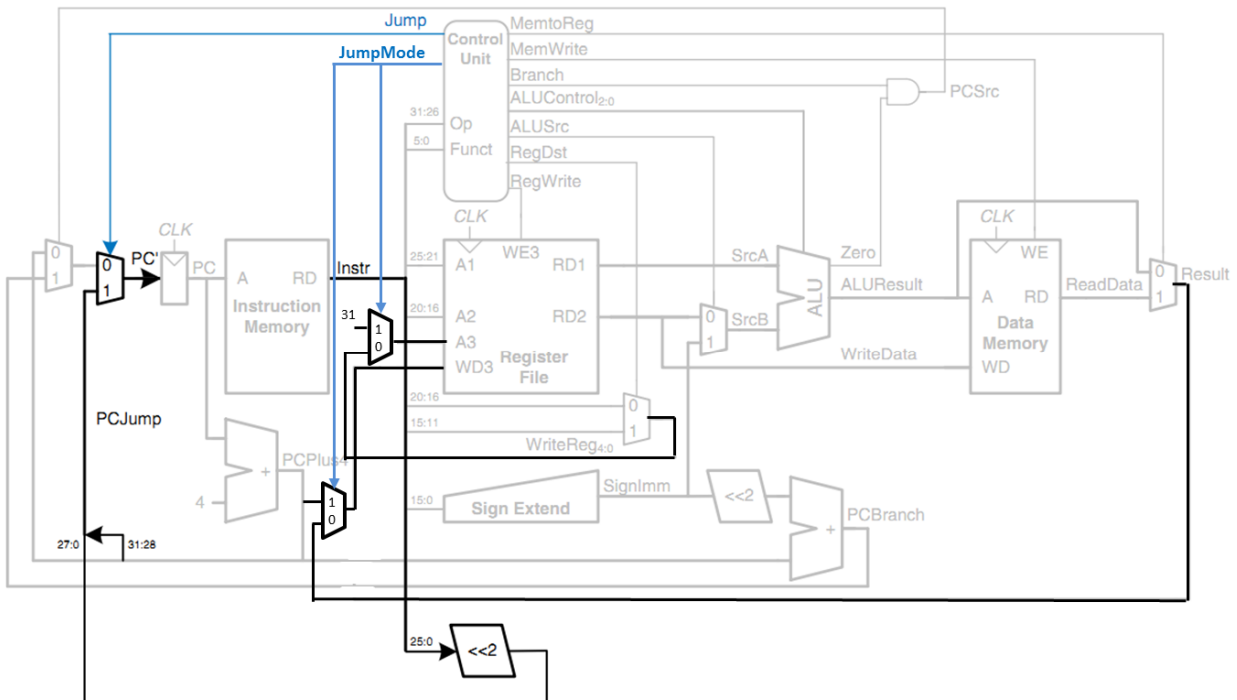 Jump
MemtoReg
Control
Unit
JumpMode
MemWrite
Branch
PCSrc
ALUControl2:0
31:26
Op
ALUSrc
5:0
Funct
RegDst
RegWrite
CLK
CLK
CLK
0
1
0
1
PC'
PC
A
RD
Instr
Instruction
Memory
25:21
A1
WE3
RD1
SrcA
Zero
WE
0
1
Result
ALU
ALUResult
A
RD
ReadData
Data
Memory
31
1
0
20:16
A2
RD2
0
1
SrcB
A3
WD3
Register
File
WriteData
WD
PCJump
20:16
0
15:11
1
WriteReg4:0
PCPlus4
+
4
1
0
15:0
Sign Extend
SignImm
<<2
+
PCBranch
27:0
31:28
25:0
<<2